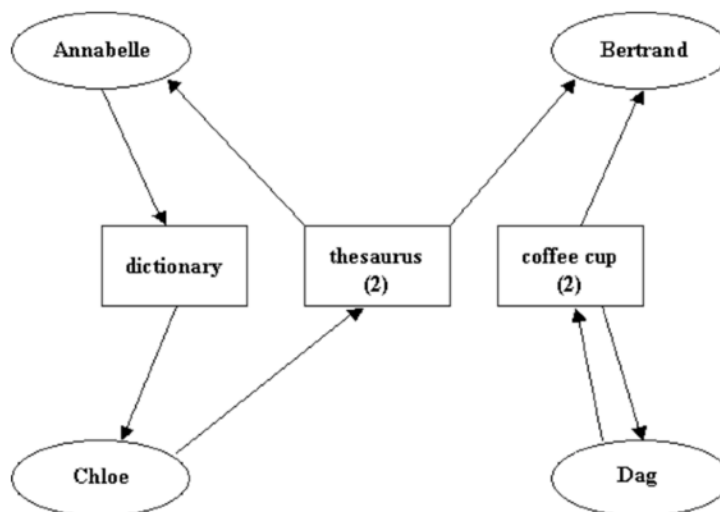 Annabelle
Bertrand
dictionary
thesaurus
(2)
coffee cup
(2)
Chloe
Dag